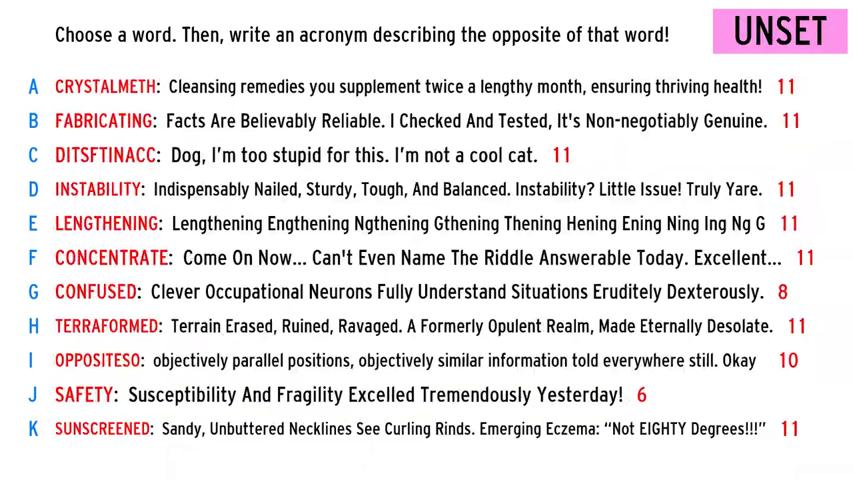 Choose a word. Then, write an acronym describing the opposite of that word!
UNSET
A CRYSTALMETH: Cleansing remedies you supplement twice a lengthy month, ensuring thriving health! 11
B FABRICATING: Facts Are Believably Reliable. I Checked And Tested, It's Non-negotiably Genuine. 11
C DITSFTINACC: Dog, I'm too stupid for this. I'm not a cool cat. 11
D INSTABILITY: Indispensably Nailed, Sturdy, Tough, And Balanced. Instability? Little Issue! Truly Yare. 11
E LENGTHENING: Lengthening Engthening Ngthening Gthening Thening Hening Ening Ning Ing Ng G 11
F CONCENTRATE: Come On Now... Can't Even Name The Riddle Answerable Today. Excellent... 11
G CONFUSED: Clever Occupational Neurons Fully Understand Situations Eruditely Dexterously. 8
H TERRAFORMED: Terrain Erased, Ruined, Ravaged. A Formerly Opulent Realm, Made Eternally Desolate. 11
I OPPOSITESO: objectively parallel positions, objectively similar information told everywhere still. Okay 10
J SAFETY: Susceptibility And Fragility Excelled Tremendously Yesterday! 6
K SUNSCREENED: Sandy, Unbuttered Necklines See Curling Rinds. Emerging Eczema: “Not EIGHTY Degrees!!!” 11